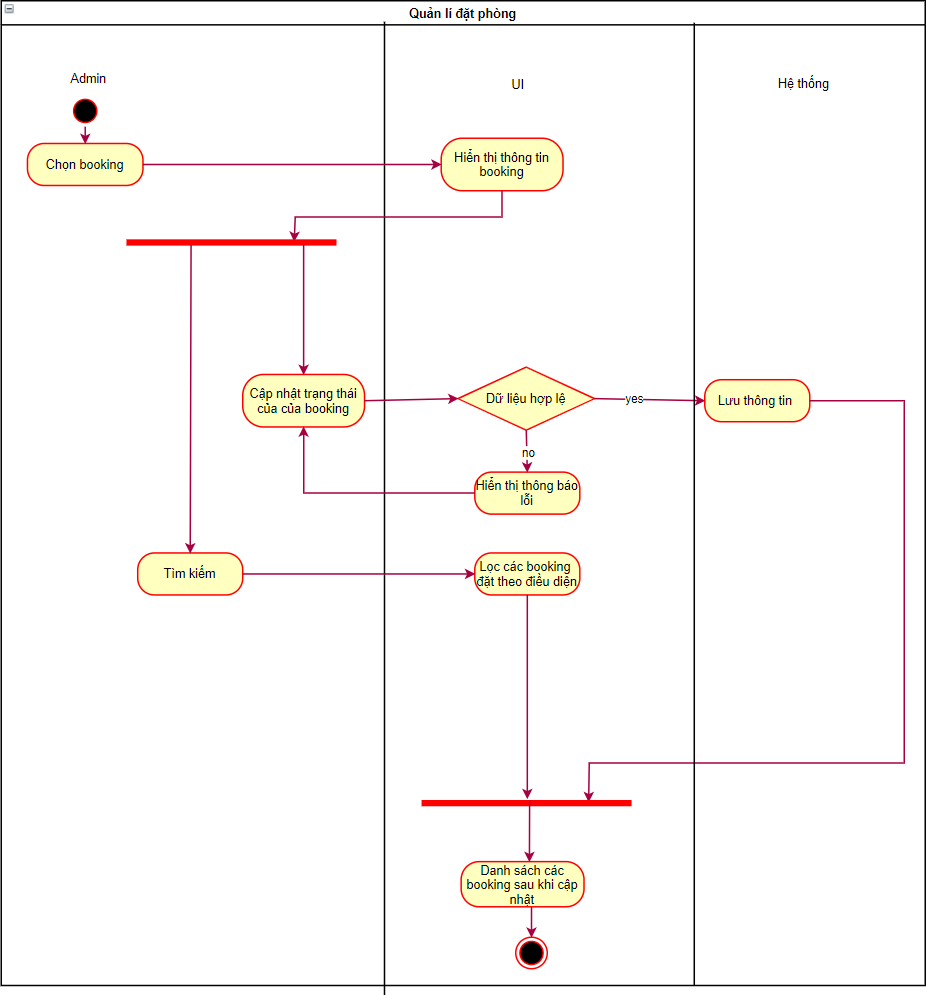 Quản lí đặt phòng
Admin
UI
Hệ thống
Chọn booking
Hiển thị thông tin
booking
Cập nhật trạng thái
của của booking
Dữ liệu hợp lệ
yes
Lưu thông tin
no
Hiển thị thông báo
lỗi
Tìm kiếm
Lọc các booking
đặt theo điều diện
Danh sách các
booking sau khi cập
nhật